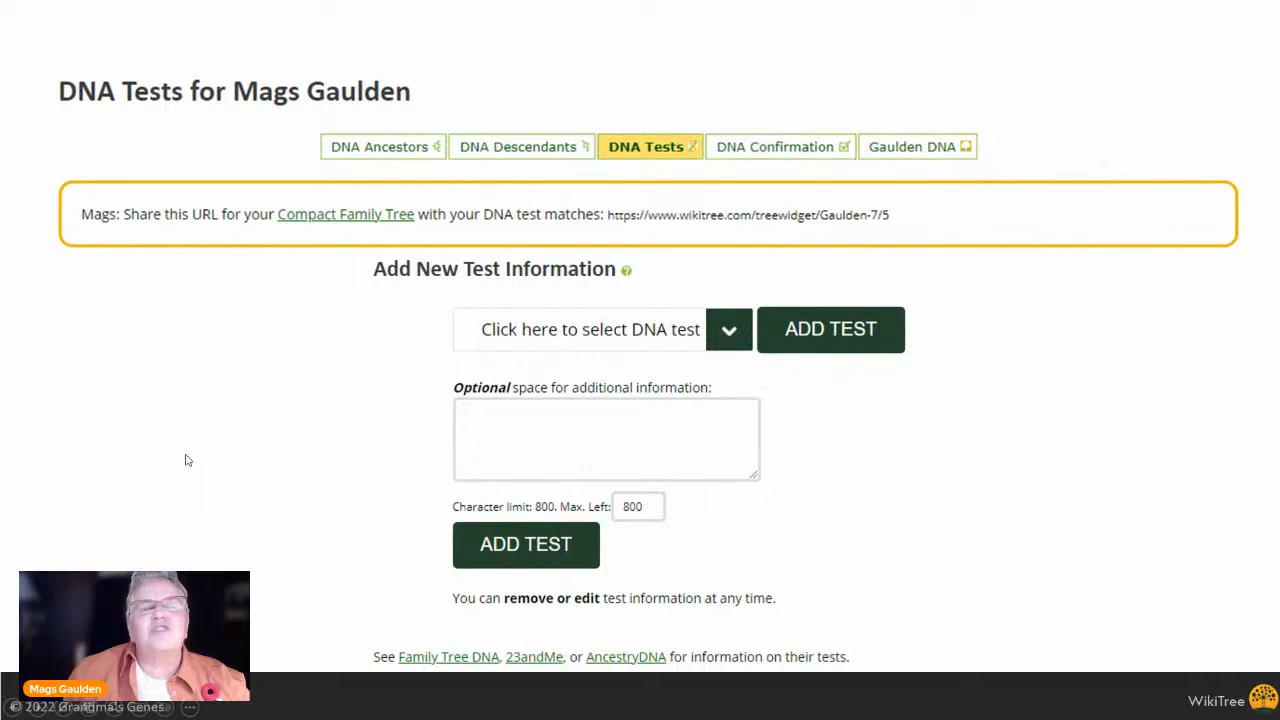 DNA Tests for Mags Gaulden
DNA Ancestors DNA Descendants DNA Tests DNA Confirmation Gaulden DNA
Mags: Share this URL for your Compact Family Tree with your DNA test matches: https://www.wikitree.com/treewidget/Gaulden-7/5
Add New Test Information ?
Click here to select DNA test ADD TEST
Optional space for additional information:
Character limit: 800. Max. Left: 800
ADD TEST
You can remove or edit test information at any time.
See Family Tree DNA, 23andMe, or AncestryDNA for information on their tests.
Mags Gaulden
© 2022 Grandma's Genes
WikiTree